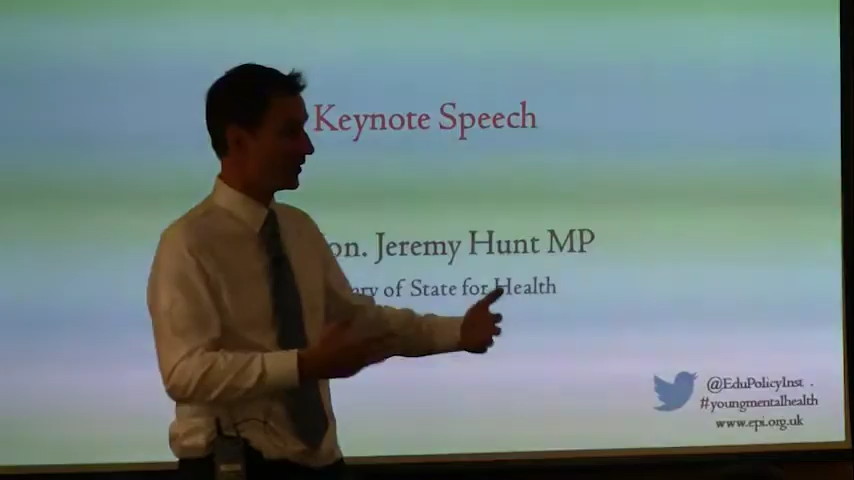 Keynote Speech
on. Jeremy Hunt MP
ary of State for Health
@EduPolicyInst .
#youngmentalhealth
www.epi.org.uk